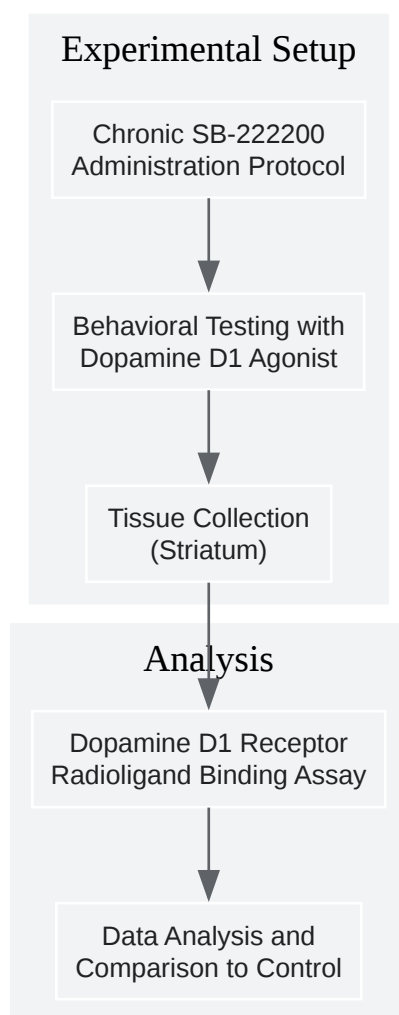 Experimental Setup
Chronic SB-222200
Administration Protocol
Behavioral Testing with
Dopamine D1 Agonist
Tissue Collection
(Striatum)
Analysis
Dopamine D1 Receptor
Radioligand Binding Assay
Data Analysis and
Comparison to Control